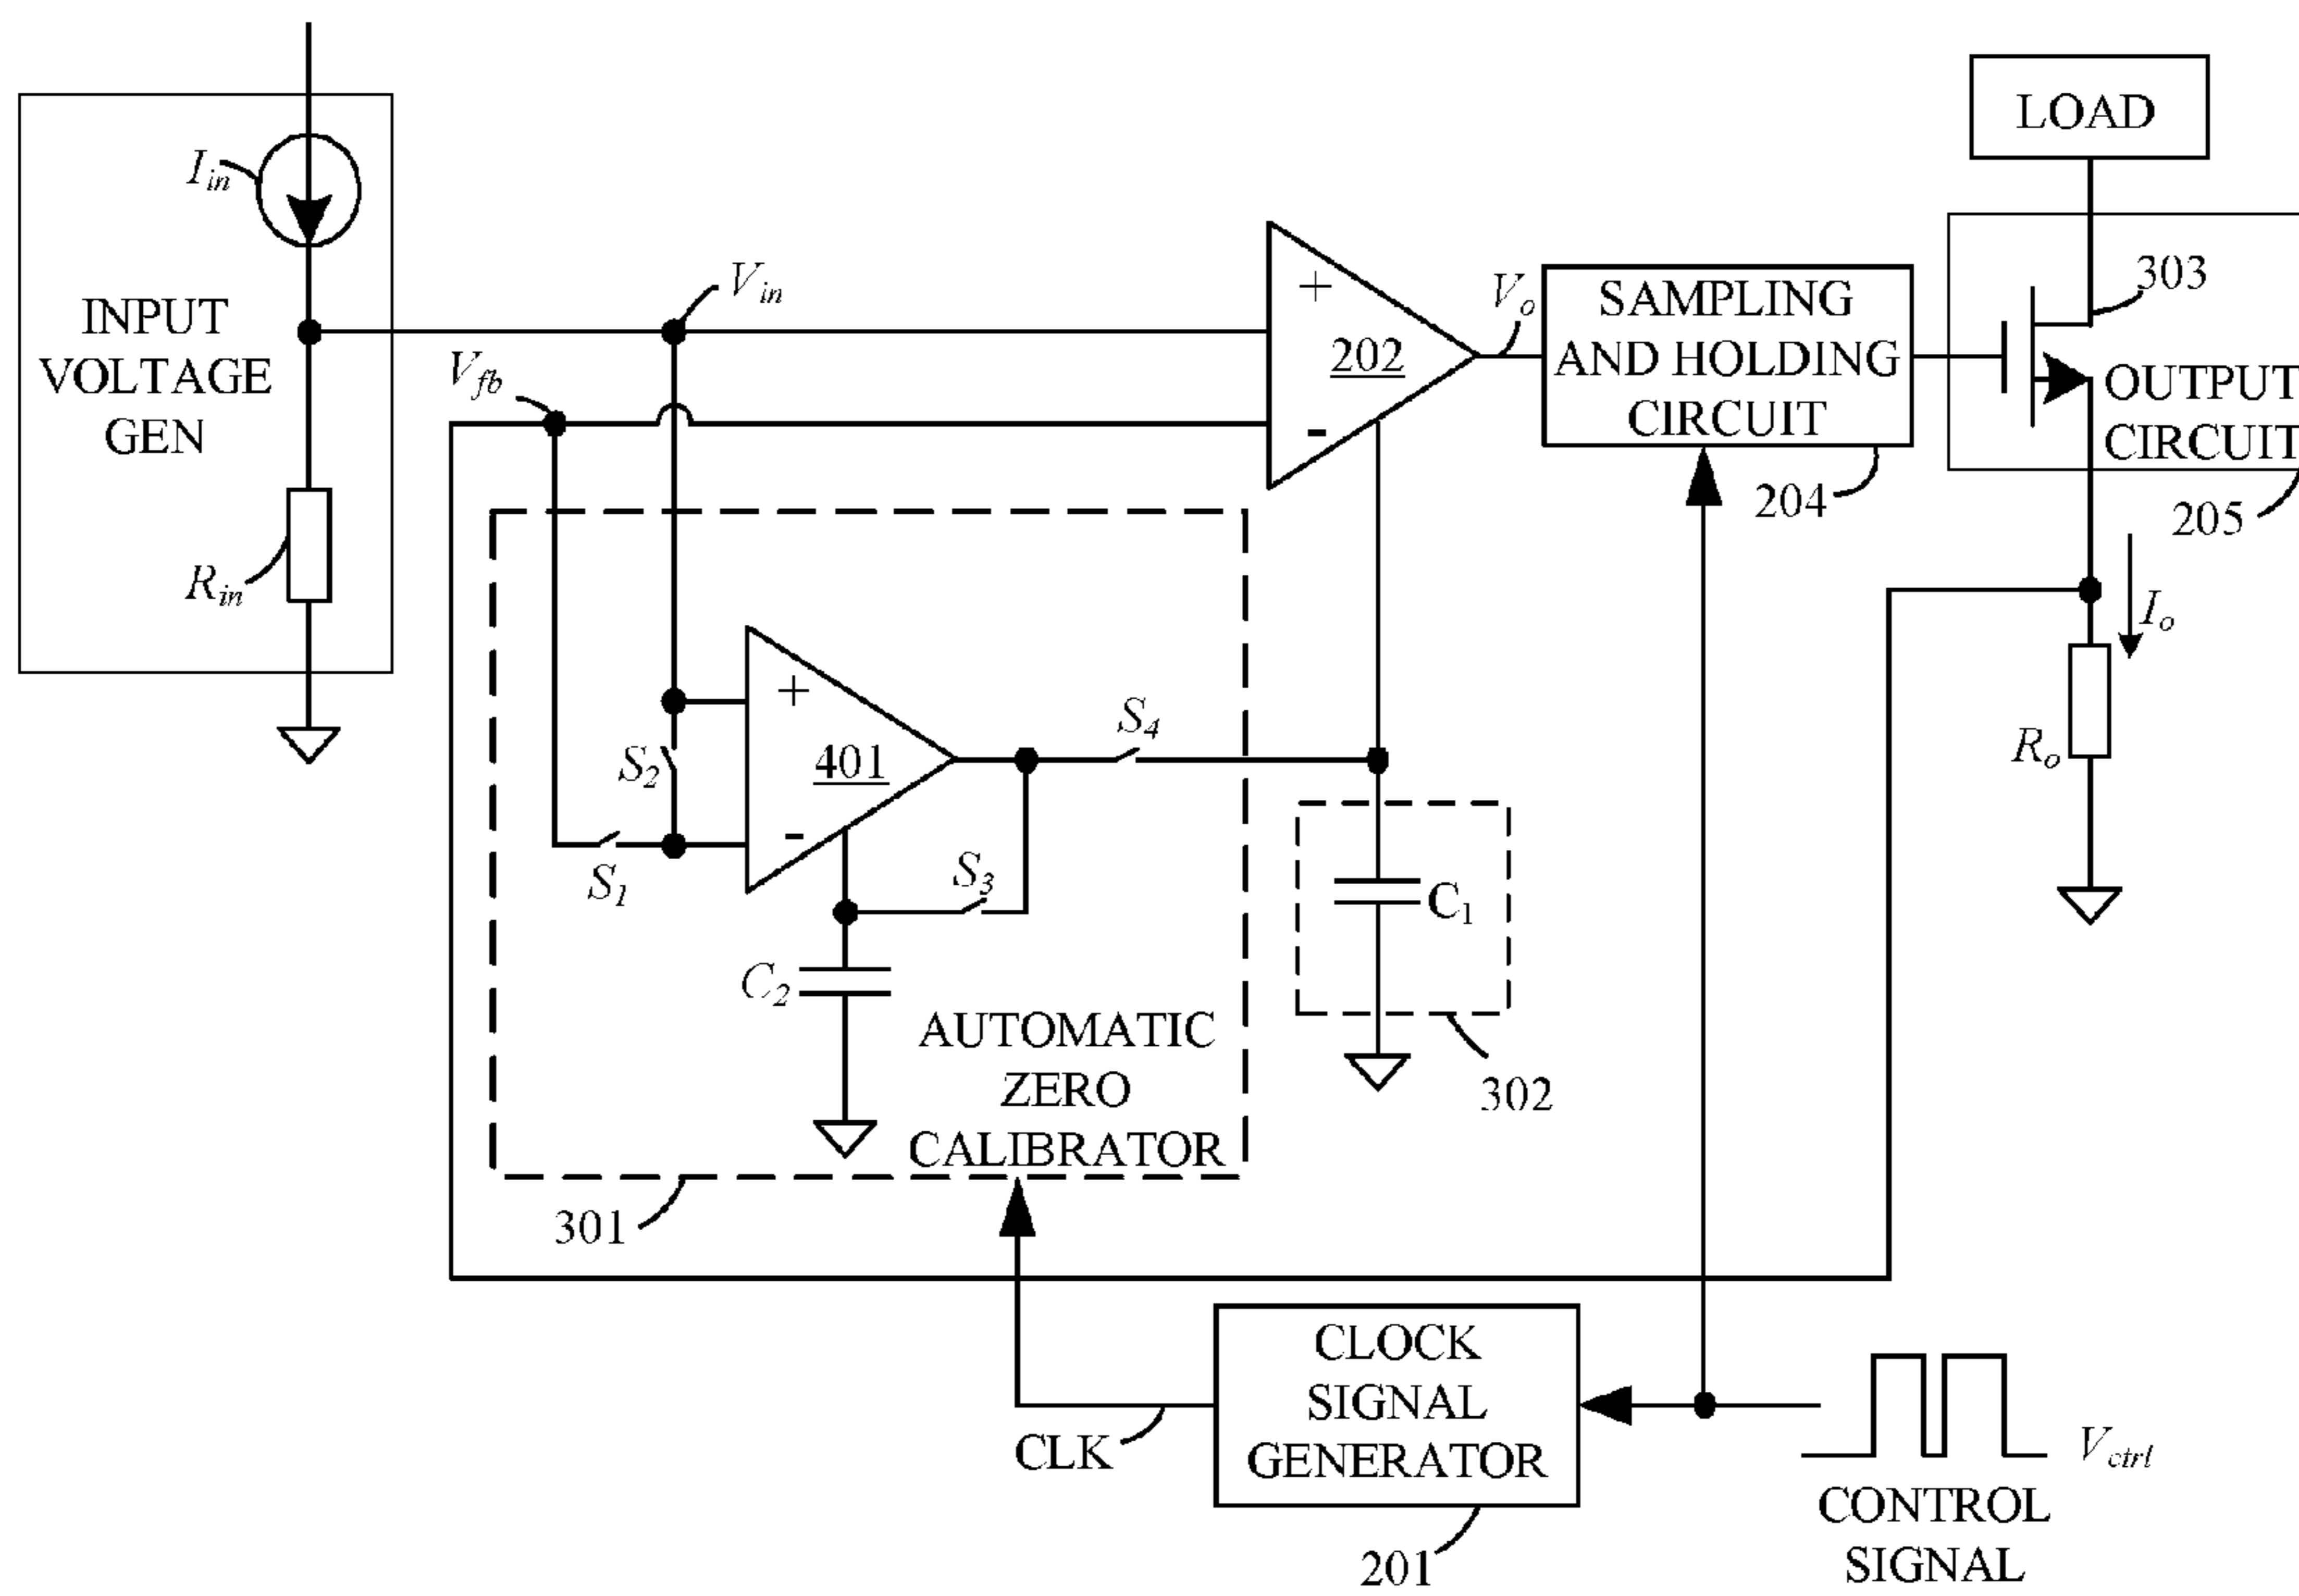 LOAD
I_in
INPUT
VOLTAGE
GEN
R_in
V_in
V_fb
+
-
202
V_o
SAMPLING
AND HOLDING
CIRCUIT
204
303
OUTPUT
CIRCUIT
205
I_o
R_o
+
-
401
S_1
S_2
S_3
S_4
C_2
C_1
302
AUTOMATIC
ZERO
CALIBRATOR
301
CLK
CLOCK
SIGNAL
GENERATOR
201
V_ctrl
CONTROL
SIGNAL